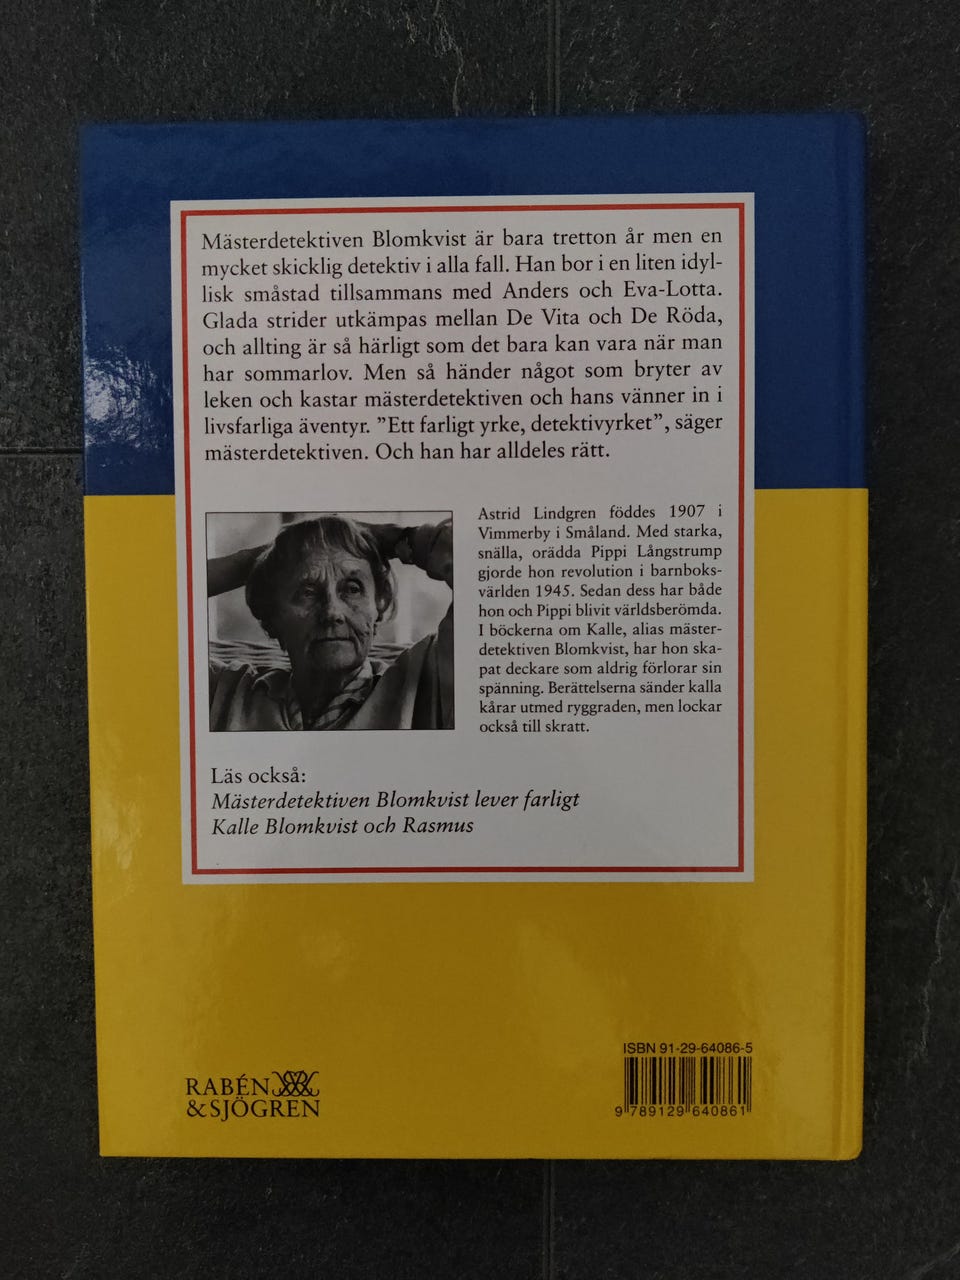 Mästerdetektiven Blomkvist är bara tretton år men en
mycket skicklig detektiv i alla fall. Han bor i en liten idyl-
lisk småstad tillsammans med Anders och Eva-Lotta.
Glada strider utkämpas mellan De Vita och De Röda,
och allting är så härligt som det bara kan vara när man
har sommarlov. Men så händer något som bryter av
leken och kastar mästerdetektiven och hans vänner in i
livsfarliga äventyr. ”Ett farligt yrke, detektivyrket”, säger
mästerdetektiven. Och han har alldeles rätt.
Astrid Lindgren föddes 1907 i
Vimmerby i Småland. Med starka,
snälla, orädda Pippi Långstrump
gjorde hon revolution i barnboks-
världen 1945. Sedan dess har både
hon och Pippi blivit världsberömda.
I böckerna om Kalle, alias mäster-
detektiven Blomkvist, har hon ska-
pat deckare som aldrig förlorar sin
spänning. Berättelserna sänder kalla
kårar utmed ryggraden, men lockar
också till skratt.
Läs också:
Mästerdetektiven Blomkvist lever farligt
Kalle Blomkvist och Rasmus
RABÉN
&SJÖGREN
ISBN 91-29-64086-5
9 789129 640861